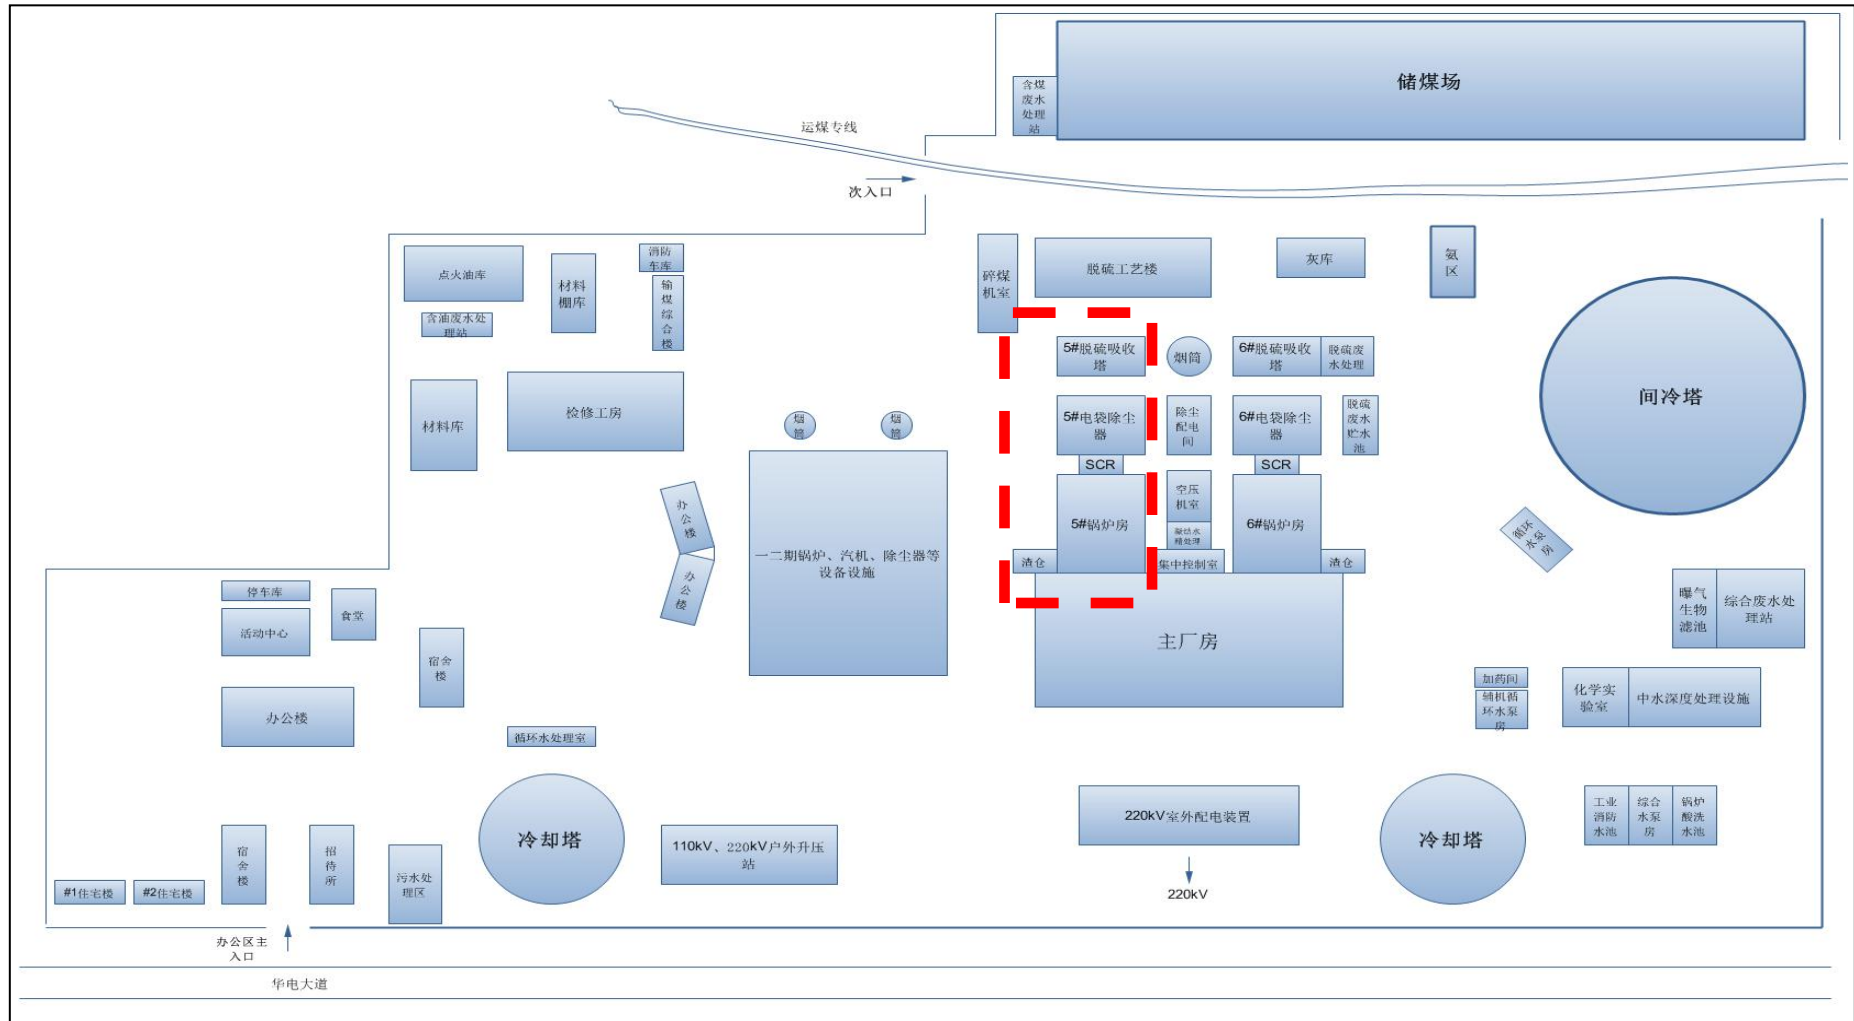 储煤场
含煤
废水
处理
站
运煤专线
次入口
点火油库
含油废水处
理站
材料
棚库
消防
车库
输
煤
综
合
楼
碎煤
机室
脱硫工艺楼
灰库
氨
区
间冷塔
5#脱硫吸收
塔
烟筒
6#脱硫吸收
塔
脱硫废
水处理
材料库
检修工房
烟
筒
烟
筒
5#电袋除尘
器
除尘
配电
间
6#电袋除尘
器
脱硫
废水
贮水
池
SCR
SCR
办
公
楼
办
公
楼
一二期锅炉、汽机、除尘器等
设备设施
5#锅炉房
空压
机室
凝结水
精处理
6#锅炉房
渣仓
集中控制室
渣仓
主厂房
循环
水泵
房
曝气
生物
滤池
综合废水处
理站
停车库
活动中心
食堂
宿舍
楼
办公楼
循环水处理室
加药间
辅机循
环水泵
房
化学实
验室
中水深度处理设施
冷却塔
110kV、220kV户外升压
站
220kV室外配电装置
220kV
冷却塔
工业
消防
水池
综合
水泵
房
锅炉
酸洗
水池
#1住宅楼
#2住宅楼
宿
舍
楼
招
待
所
污水处
理区
办公区主
入口
华电大道